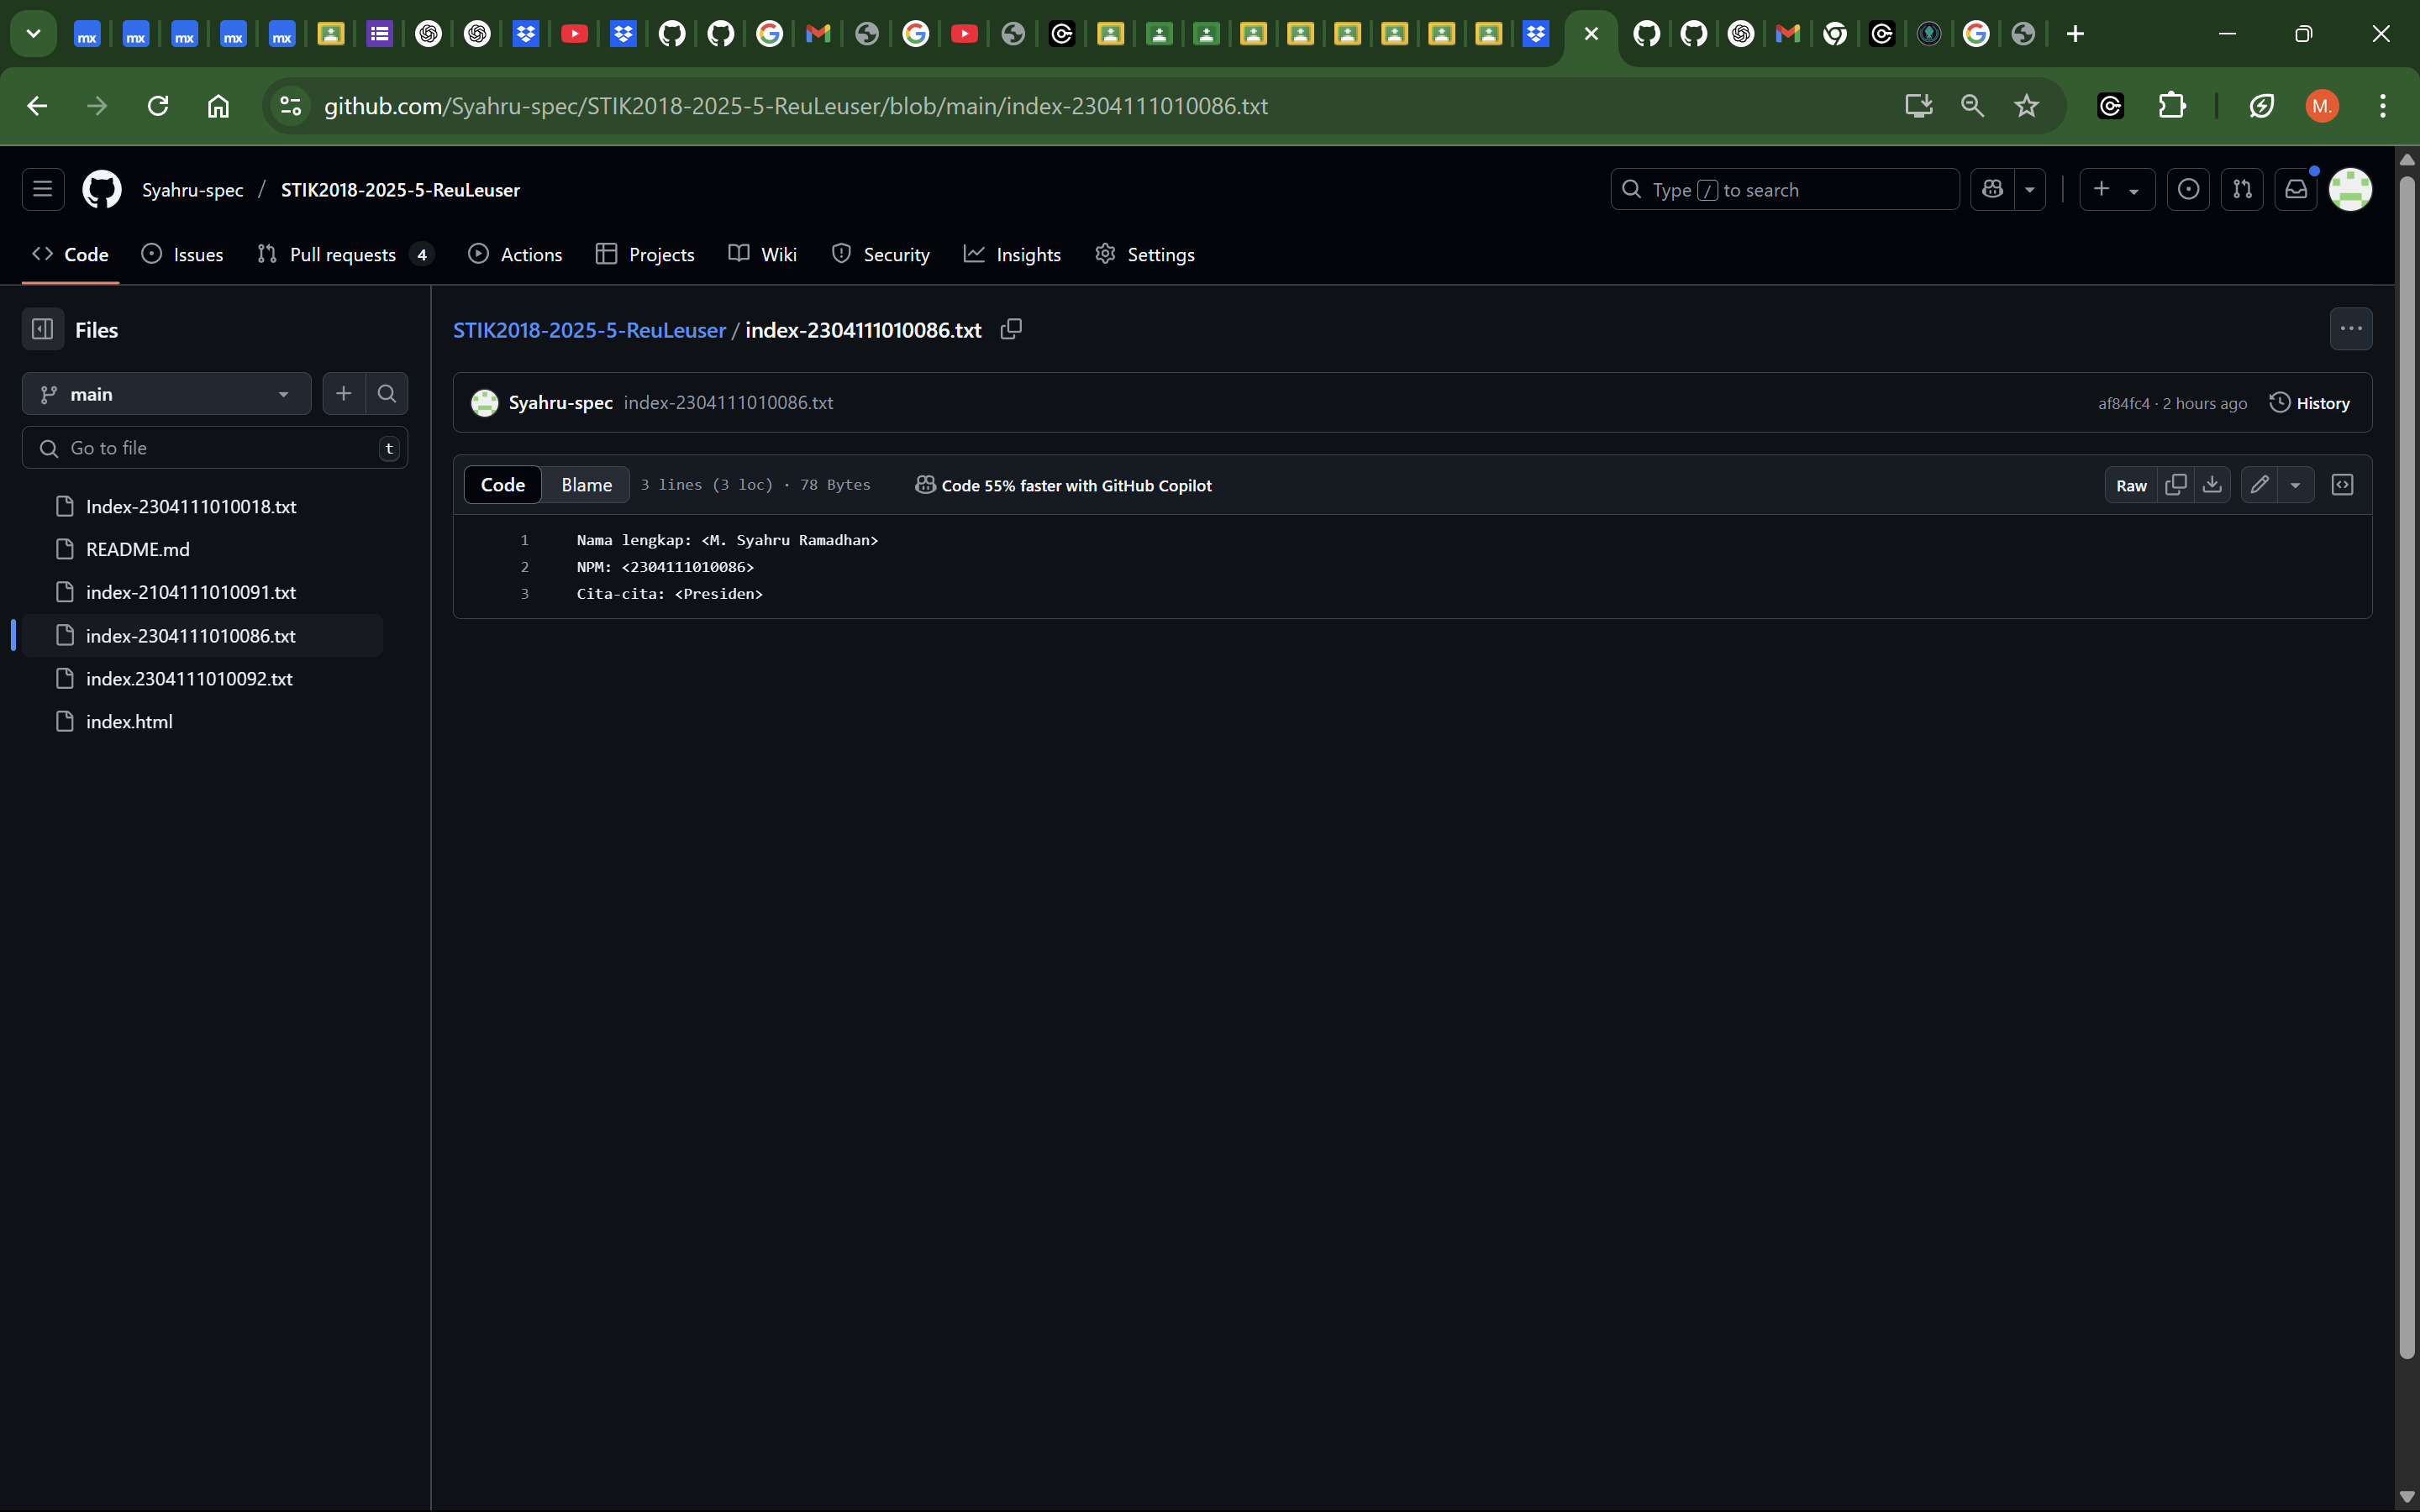 mx mx mx mx mx
github.com/Syahru-spec/STIK2018-2025-5-ReuLeuser/blob/main/index-2304111010086.txt
M.
Syahru-spec / STIK2018-2025-5-ReuLeuser
Type / to search
Code Issues Pull requests 4 Actions Projects Wiki Security Insights Settings
Files
main
Go to file t
Index-2304111010018.txt
README.md
index-2104111010091.txt
index-2304111010086.txt
index.2304111010092.txt
index.html
STIK2018-2025-5-ReuLeuser / index-2304111010086.txt
Syahru-spec index-2304111010086.txt af84fc4 · 2 hours ago History
Code Blame 3 lines (3 loc) · 78 Bytes Code 55% faster with GitHub Copilot Raw
1 Nama lengkap: <M. Syahru Ramadhan>
2 NPM: <2304111010086>
3 Cita-cita: <Presiden>